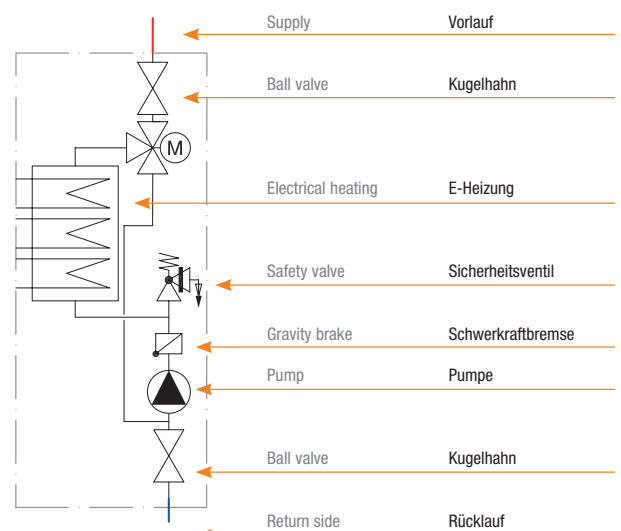 Supply Vorlauf
Ball valve Kugelhahn
M
Electrical heating E-Heizung
Safety valve Sicherheitsventil
Gravity brake Schwerkraftbremse
Pump Pumpe
Ball valve Kugelhahn
Return side Rücklauf